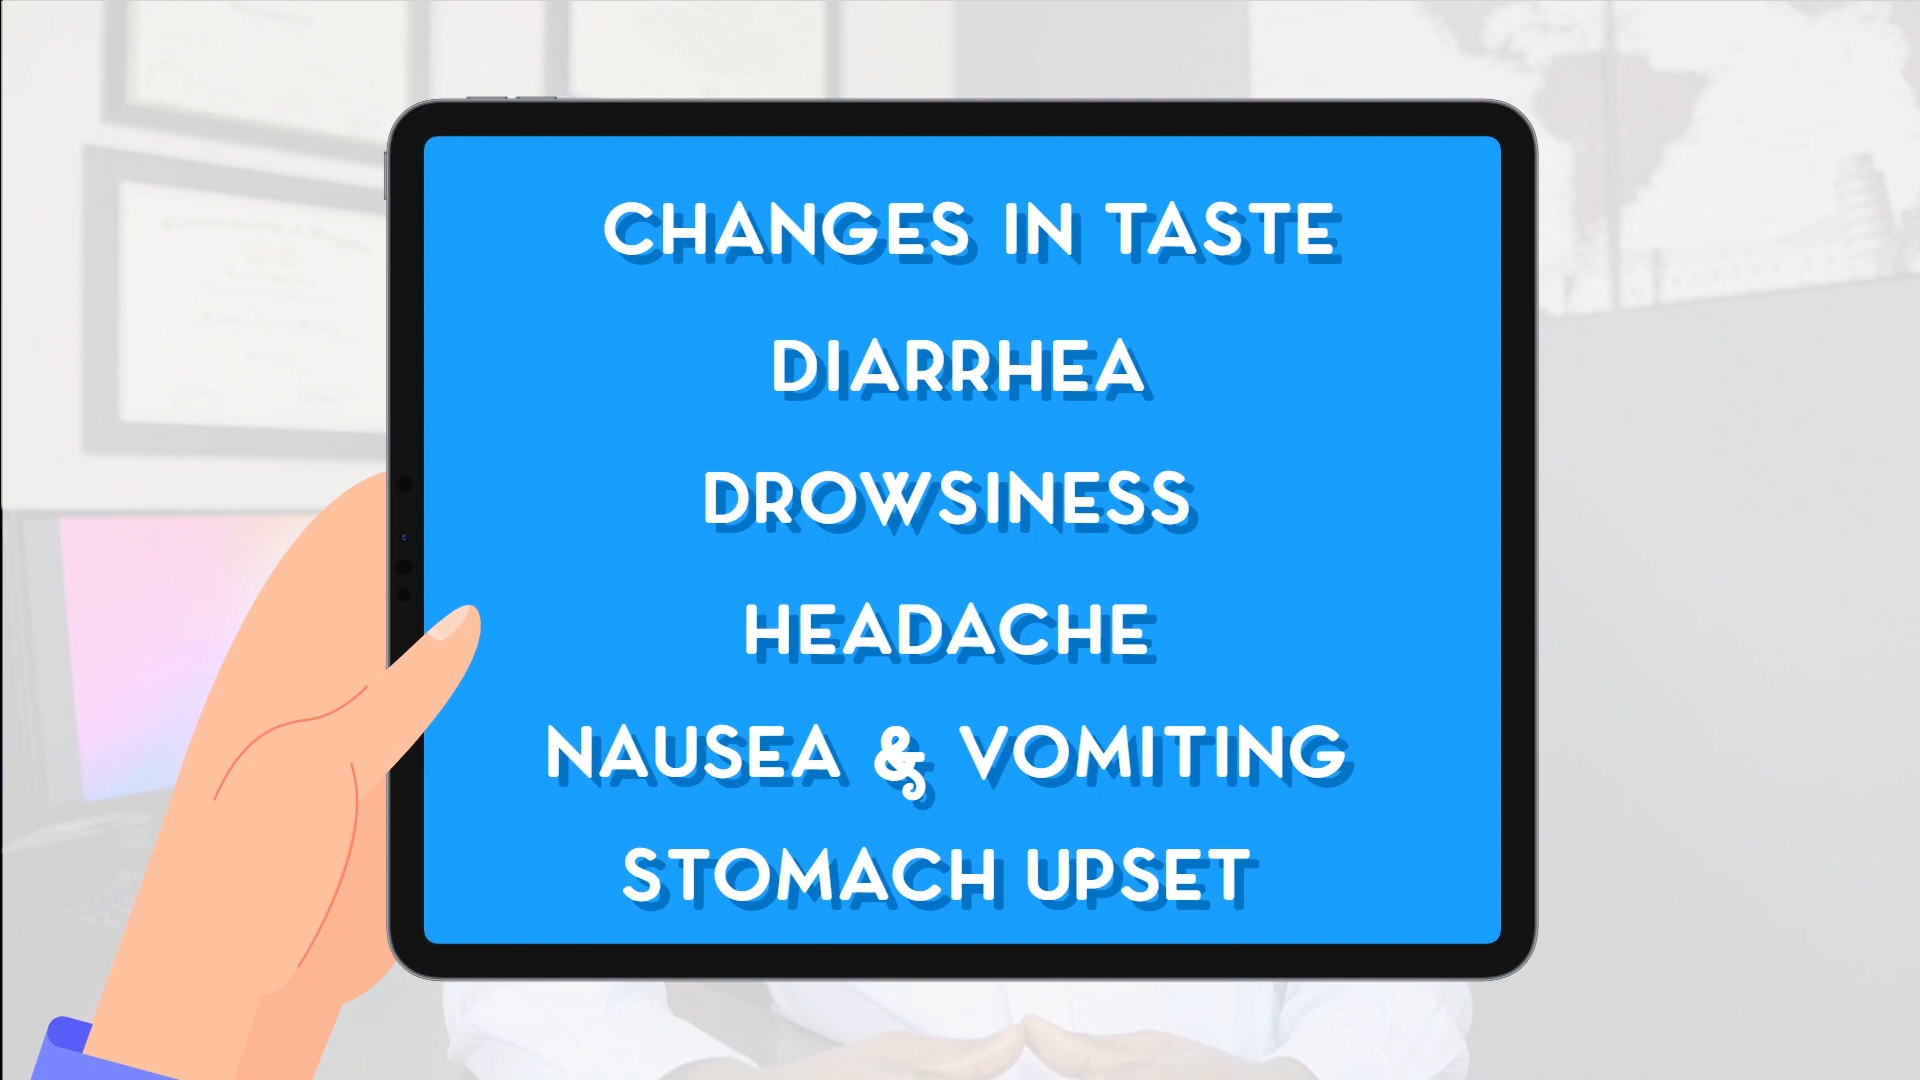 CHANGES IN TASTE
DIARRHEA
DROWSINESS
HEADACHE
NAUSEA & VOMITING
STOMACH UPSET